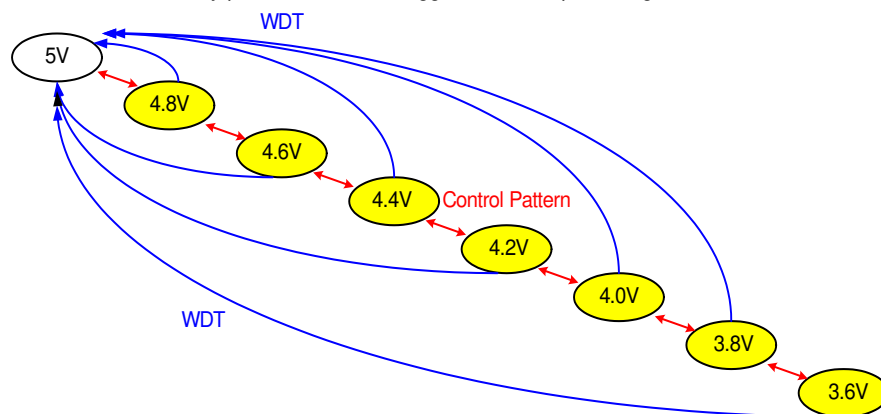 WDT
5V
4.8V
4.6V
4.4V
Control Pattern
4.2V
4.0V
WDT
3.8V
3.6V